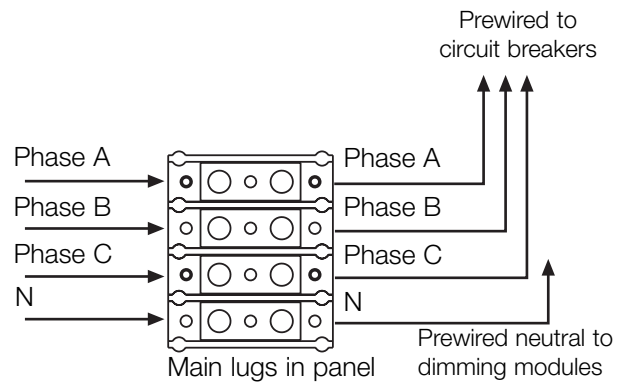 Prewired to
circuit breakers
Phase A
Phase A
Phase B
Phase B
Phase C
Phase C
N
N
Prewired neutral to
dimming modules
Main lugs in panel